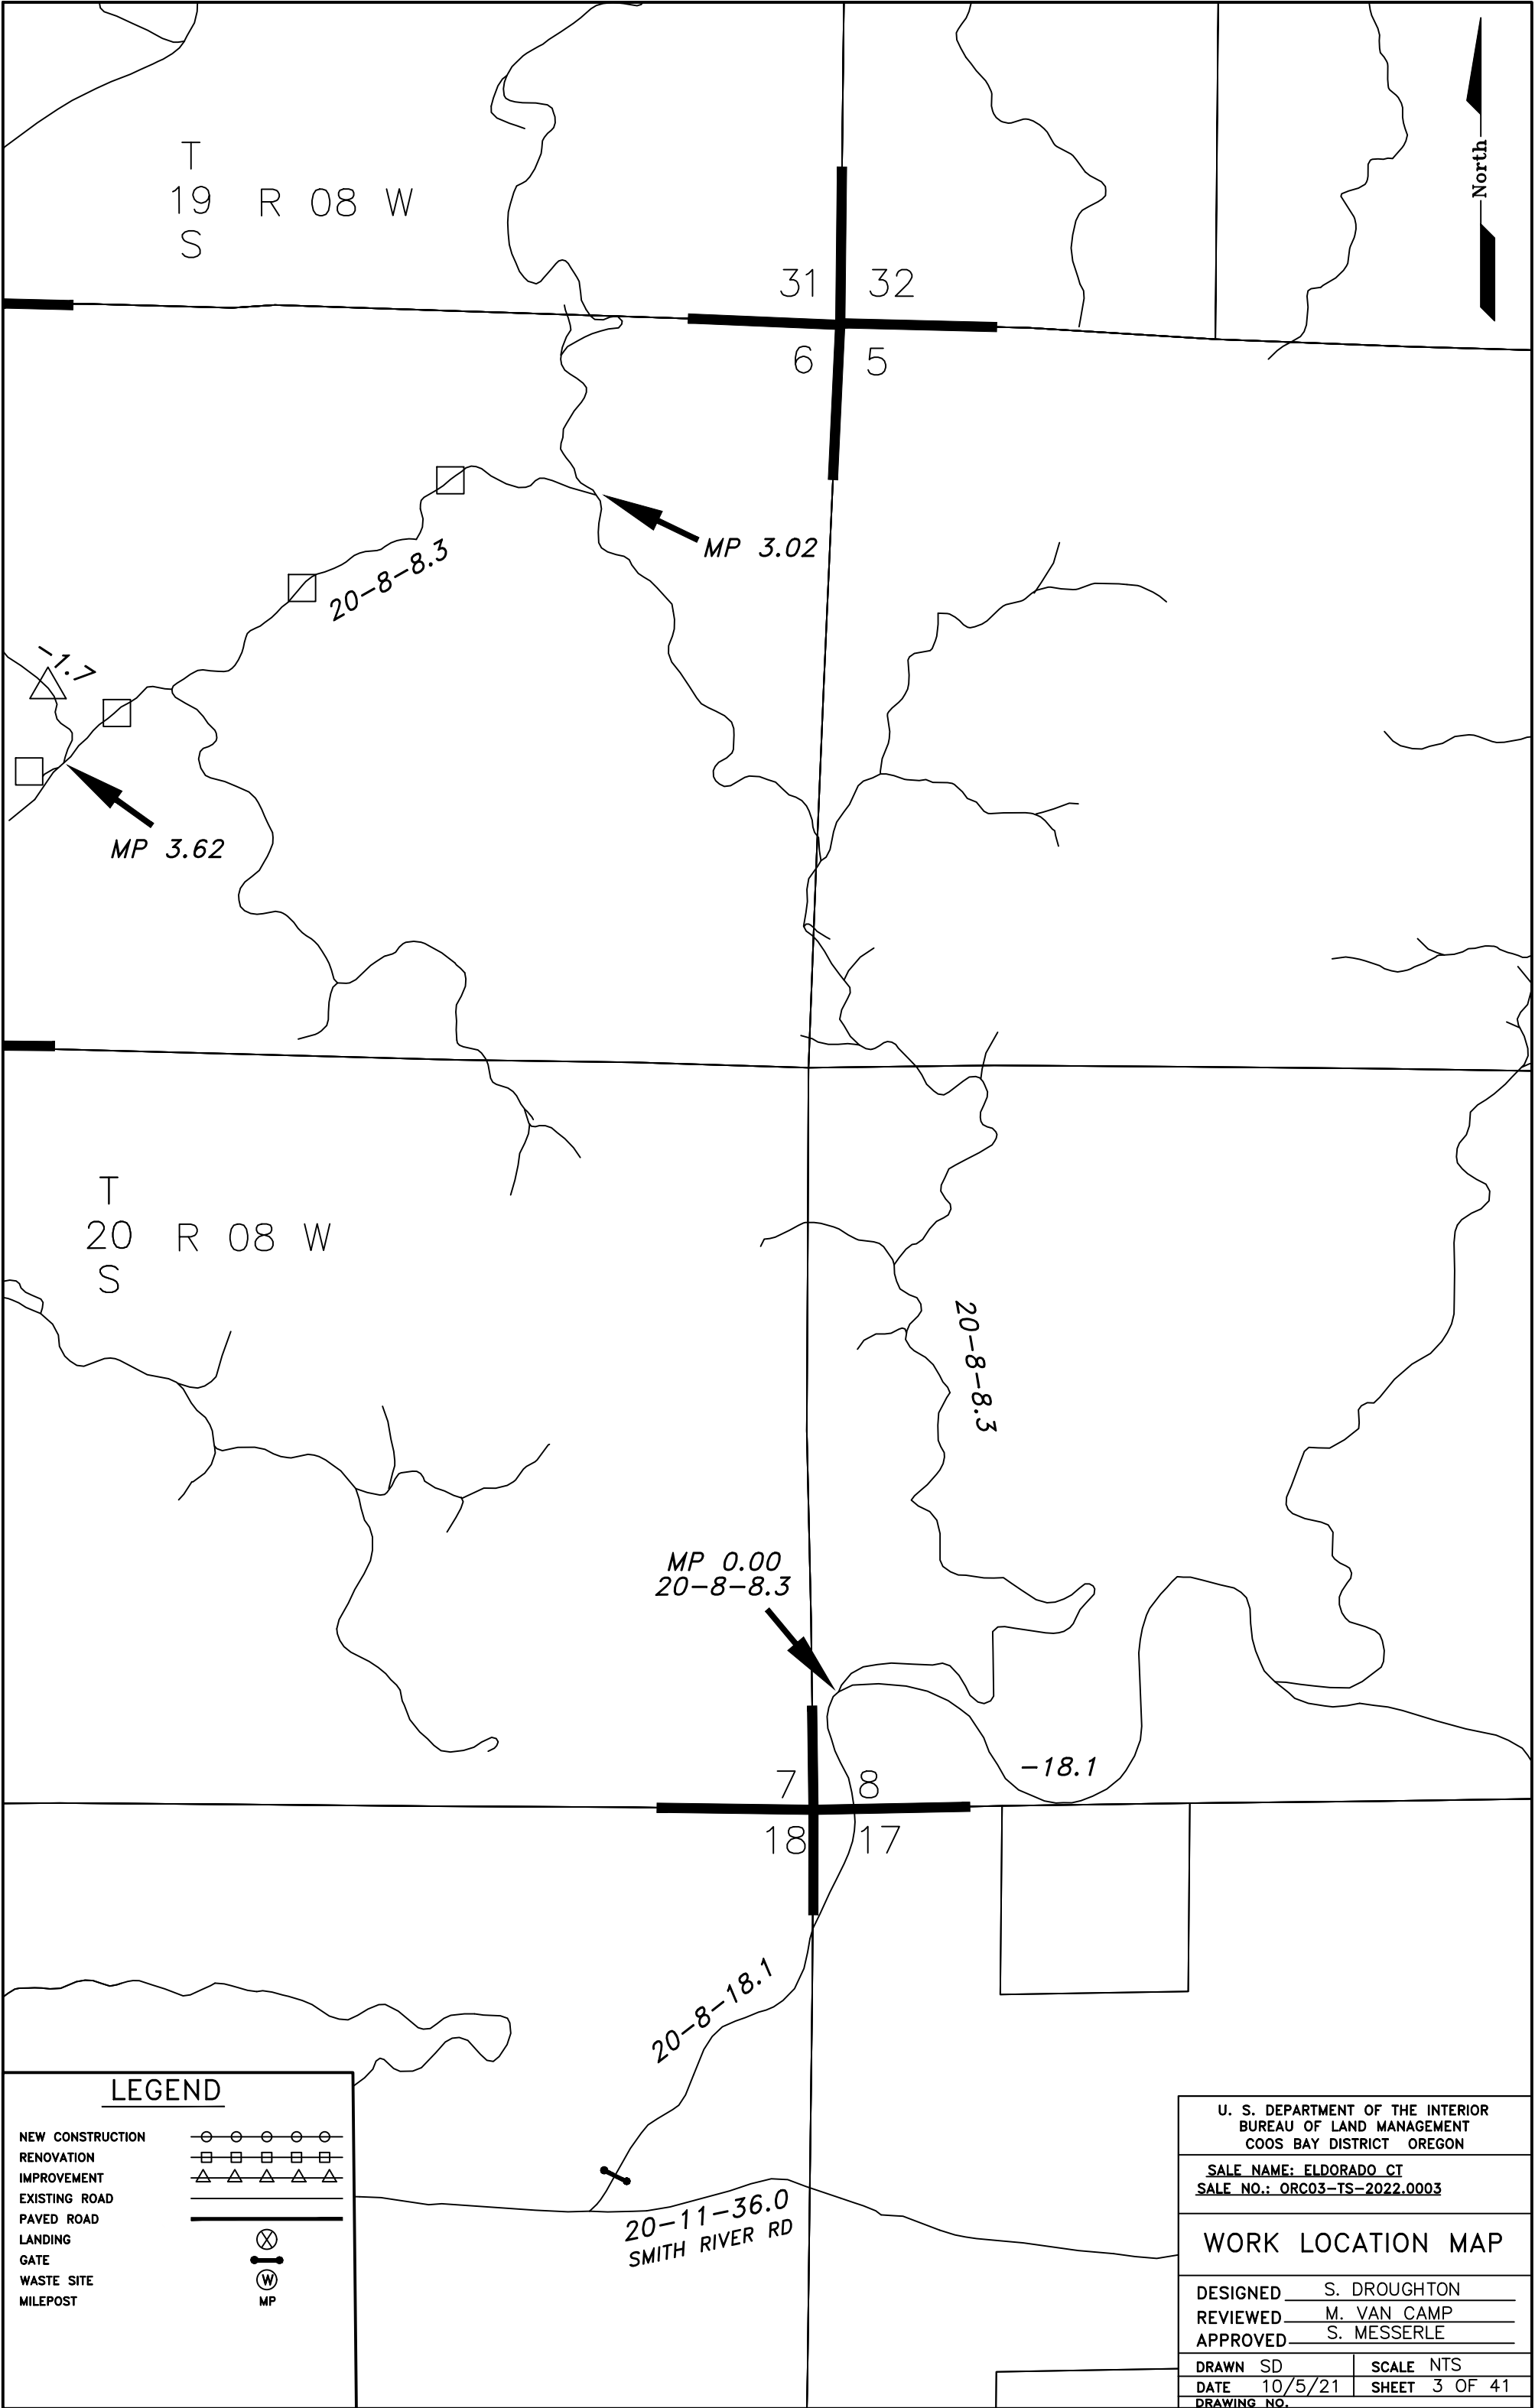 T
19 R 08 W
S
North
31 32
6 5
MP 3.02
20-8-8.3
-1.7
MP 3.62
T
20 R 08 W
S
20-8-8.3
MP 0.00
20-8-8.3
-18.1
7 8
18 17
20-8-18.1
20-11-36.0
SMITH RIVER RD
LEGEND
NEW CONSTRUCTION
RENOVATION
IMPROVEMENT
EXISTING ROAD
PAVED ROAD
LANDING
GATE
WASTE SITE W
MILEPOST MP
U. S. DEPARTMENT OF THE INTERIOR
BUREAU OF LAND MANAGEMENT
COOS BAY DISTRICT OREGON
SALE NAME: ELDORADO CT
SALE NO.: ORC03-TS-2022.0003
WORK LOCATION MAP
DESIGNED S. DROUGHTON
REVIEWED M. VAN CAMP
APPROVED S. MESSERLE
DRAWN SD SCALE NTS
DATE 10/5/21 SHEET 3 OF 41
DRAWING NO.